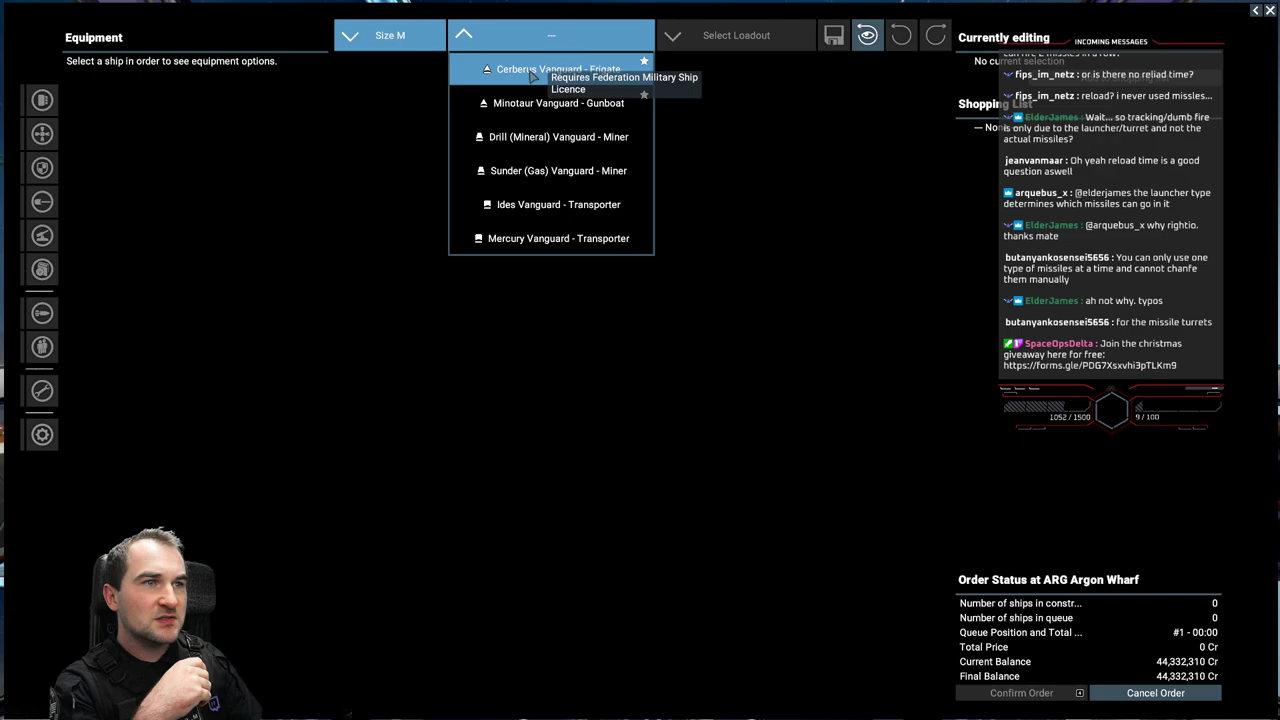 Equipment
Select a ship in order to see equipment options.
Size M
---
Select Loadout
Cerberus Vanguard - Frigate
Requires Federation Military Ship
Licence
Minotaur Vanguard - Gunboat
Drill (Mineral) Vanguard - Miner
Sunder (Gas) Vanguard - Miner
Ides Vanguard - Transporter
Mercury Vanguard - Transporter
Currently editing
No current selection
Shopping List
INCOMING MESSAGES
fips_im_netz : or is there no reliad time?
fips_im_netz : reload? i never used missles...
ElderJames : Wait... so tracking/dumb fire
is only due to the launcher/turret and not the
actual missiles?
jeanvanmaar : Oh yeah reload time is a good
question aswell
arquebus_x : @elderjames the launcher type
determines which missiles can go in it
ElderJames : @arquebus_x why rightio.
thanks mate
butanyankosensei5656 : You can only use one
type of missiles at a time and cannot chanfe
them manually
ElderJames : ah not why. typos
butanyankosensei5656 : for the missile turrets
SpaceOpsDelta : Join the christmas
giveaway here for free:
https://forms.gle/PDG7Xsxvhi3pTLKm9
1052 / 1500
9 / 100
Order Status at ARG Argon Wharf
Number of ships in constr... 0
Number of ships in queue 0
Queue Position and Total ... #1 - 00:00
Total Price 0 Cr
Current Balance 44,332,310 Cr
Final Balance 44,332,310 Cr
Confirm Order
Cancel Order